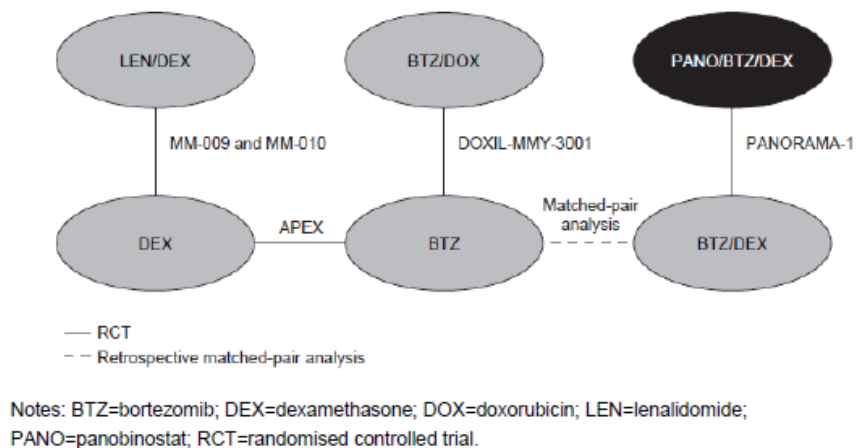 LEN/DEX
BTZ/DOX
PANO/BTZ/DEX
MM-009 and MM-010
DOXIL-MMY-3001
PANORAMA-1
DEX
APEX
BTZ
Matched-pair
analysis
BTZ/DEX
RCT
Retrospective matched-pair analysis
Notes: BTZ=bortezomib; DEX=dexamethasone; DOX=doxorubicin; LEN=lenalidomide;
PANO=panobinostat; RCT=randomised controlled trial.